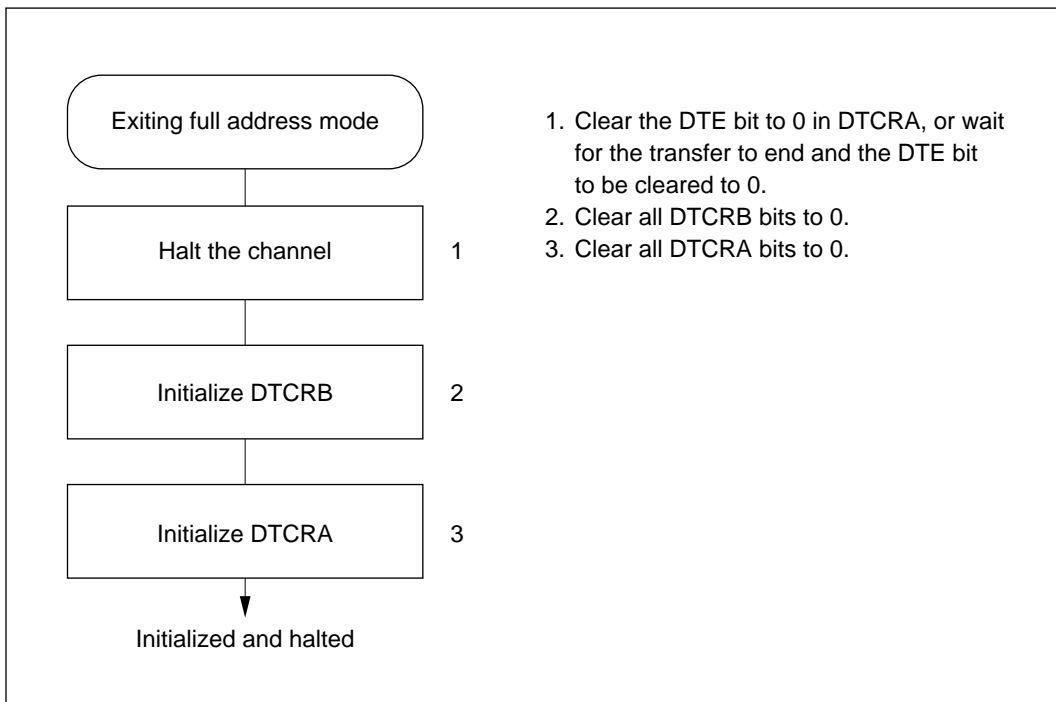 Exiting full address mode
Halt the channel
1
Initialize DTCRB
2
Initialize DTCRA
3
Initialized and halted
1. Clear the DTE bit to 0 in DTCRA, or wait
for the transfer to end and the DTE bit
to be cleared to 0.
2. Clear all DTCRB bits to 0.
3. Clear all DTCRA bits to 0.